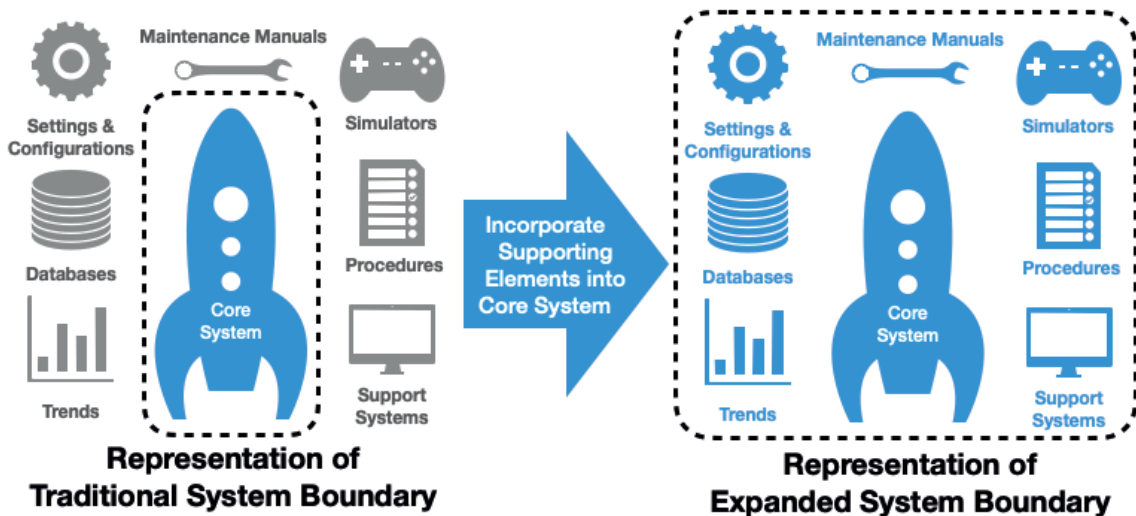 Maintenance Manuals
Settings &
Configurations
Simulators
Databases
Procedures
Core
System
Trends
Support
Systems
Representation of
Traditional System Boundary
Incorporate
Supporting
Elements into
Core System
Maintenance Manuals
Settings &
Configurations
Simulators
Databases
Procedures
Core
System
Trends
Support
Systems
Representation of
Expanded System Boundary